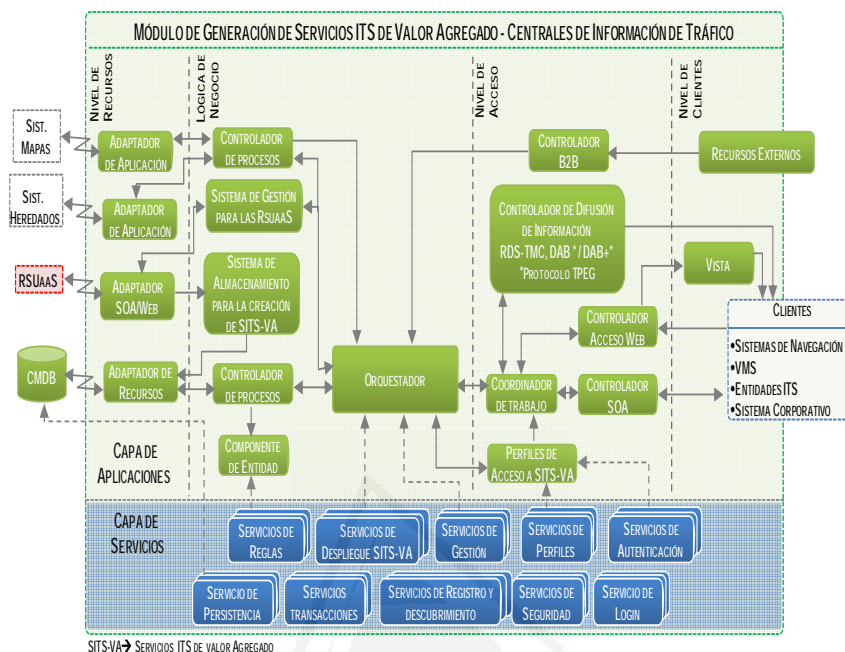 MÓDULO DE GENERACIÓN DE SERVICIOS ITS DE VALOR AGREGADO - CENTRALES DE INFORMACIÓN DE TRÁFICO
NIVEL DE
RECURSOS
LÓGICA DE
NEGOCIO
NIVEL DE
ACCESO
NIVEL DE
CLIENTES
SIST.
MAPAS
ADAPTADOR
DE APLICACIÓN
CONTROLADOR
DE PROCESOS
CONTROLADOR
B2B
RECURSOS EXTERNOS
SIST.
HEREDADOS
ADAPTADOR
DE APLICACIÓN
SISTEMA DE GESTIÓN
PARA LAS RSUAAS
CONTROLADOR DE DIFUSIÓN
DE INFORMACIÓN
RDS-TMC, DAB * / DAB+*
*PROTOCOLO TPEG
RSUAAS
ADAPTADOR
SOA/WEB
SISTEMA DE
ALMACENAMIENTO
PARA LA CREACIÓN
DE SITS-VA
VISTA
CONTROLADOR
ACCESO WEB
CLIENTES
•SISTEMAS DE NAVEGACIÓN
•VMS
•ENTIDADES ITS
•SISTEMA CORPORATIVO
CMDB
ADAPTADOR DE
RECURSOS
CONTROLADOR
DE PROCESOS
ORQUESTADOR
COORDINADOR
DE TRABAJO
CONTROLADOR
SOA
COMPONENTE
DE ENTIDAD
PERFILES DE
ACCESO A SITS-VA
CAPA DE
APLICACIONES
CAPA DE
SERVICIOS
SERVICIOS DE
REGLAS
SERVICIOS DE
DESPLIEGUE SITS-VA
SERVICIOS DE
GESTIÓN
SERVICIOS DE
PERFILES
SERVICIOS DE
AUTENTICACIÓN
SERVICIO DE
PERSISTENCIA
SERVICIOS
TRANSACCIONES
SERVICIOS DE REGISTRO Y
DESCUBRIMIENTO
SERVICIOS DE
SEGURIDAD
SERVICIO DE
LOGIN
SITS-VA→ SERVICIOS ITS DE VALOR AGREGADO